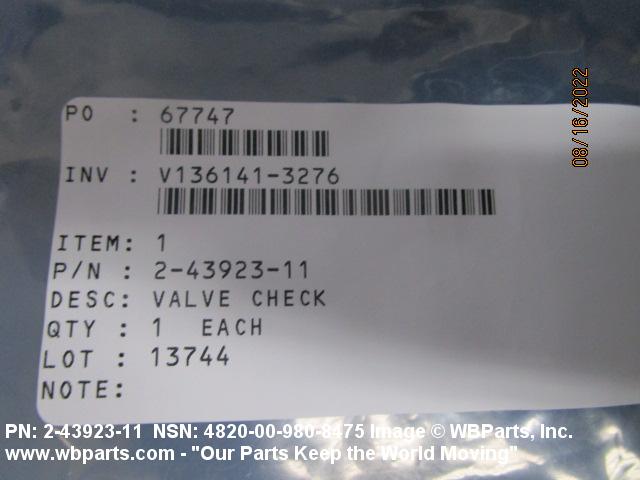 PO : 67747
INV : V136141-3276
ITEM: 1
P/N : 2-43923-11
DESC: VALVE CHECK
QTY : 1 EACH
LOT : 13744
NOTE:
08/16/2022
PN: 2-43923-11 NSN: 4820-00-980-8475 Image © WBParts, Inc.
www.wbparts.com - "Our Parts Keep the World Moving"